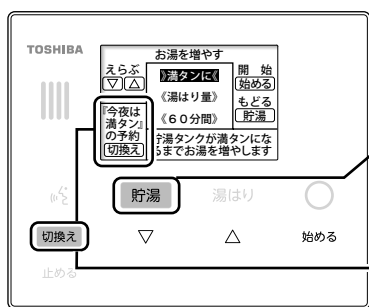 TOSHIBA
お湯を増やす
えらぶ
▽△
》満タンに《
開 始
始める
《湯はり量》
もどる
貯湯
『今夜は
満タン』
の予約
切換え
《６０分間》
貯湯タンクが満タンにな
るまでお湯を増やします
貯湯
湯はり
切換え
▽
△
始める
止める